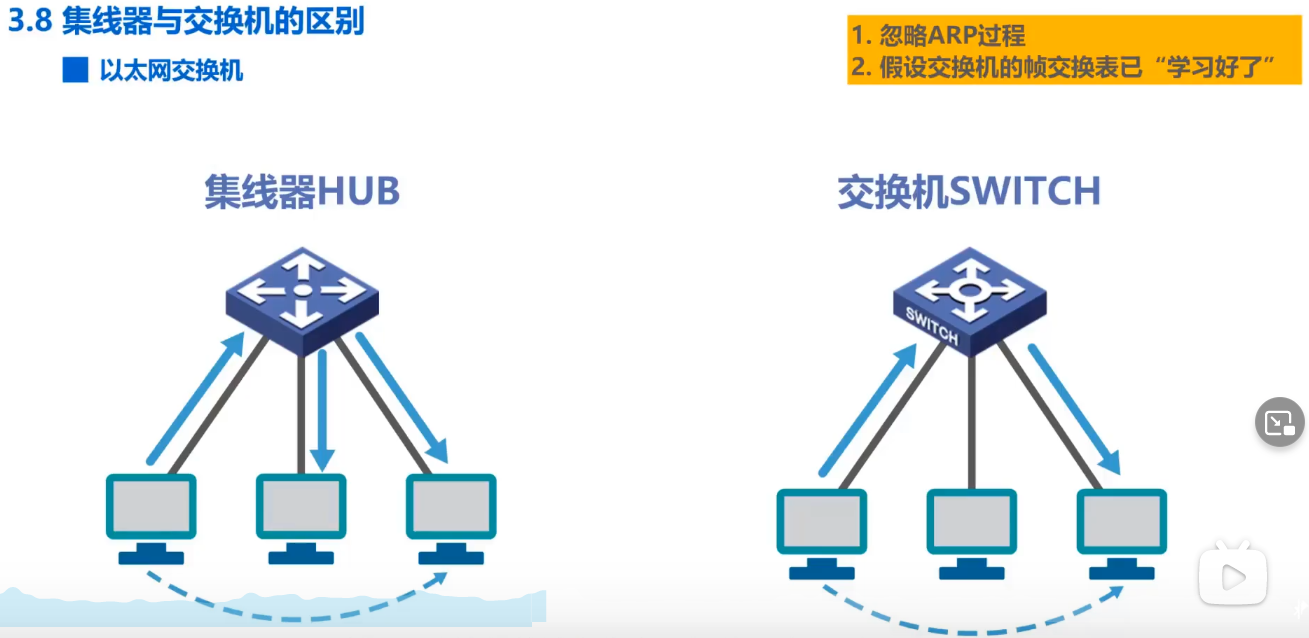 3.8 集线器与交换机的区别
以太网交换机
1. 忽略ARP过程
2. 假设交换机的帧交换表已“学习好了”
集线器HUB
交换机SWITCH
SWITCH